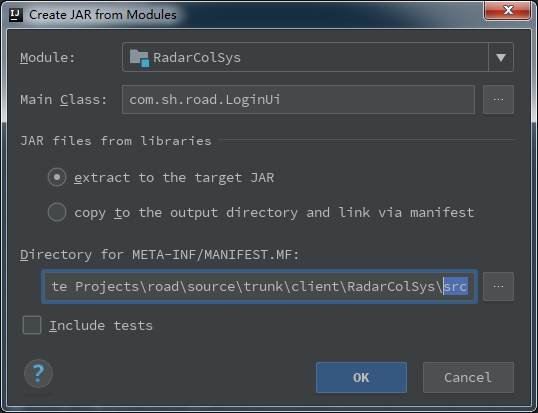 Create JAR from Modules
Module: RadarColSys
Main Class: com.sh.road.LoginUi ...
JAR files from libraries
extract to the target JAR
copy to the output directory and link via manifest
Directory for META-INF/MANIFEST.MF:
te Projects\road\source\trunk\client\RadarColSys\src ...
Include tests
? OK Cancel